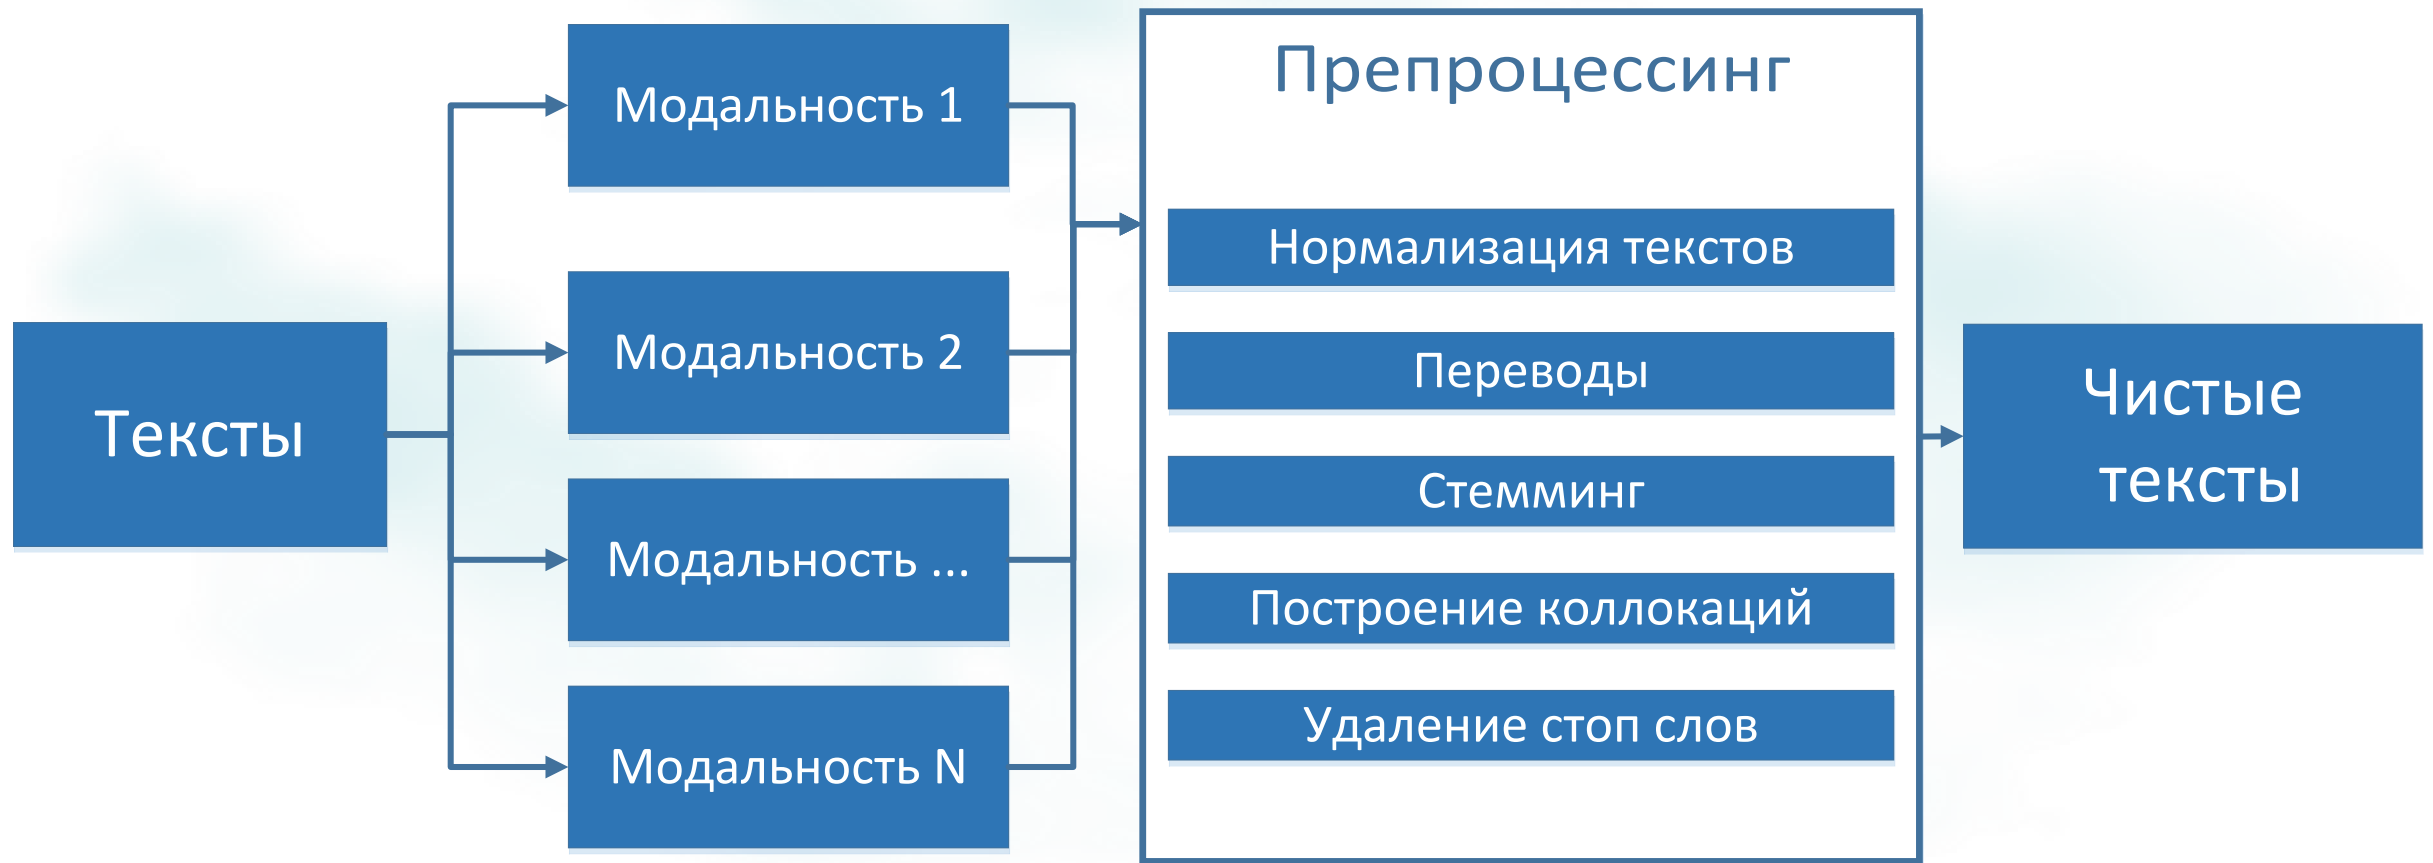 Тексты
Модальность 1
Модальность 2
Модальность ...
Модальность N
Препроцессинг
Нормализация текстов
Переводы
Стемминг
Построение коллокаций
Удаление стоп слов
Чистые
тексты